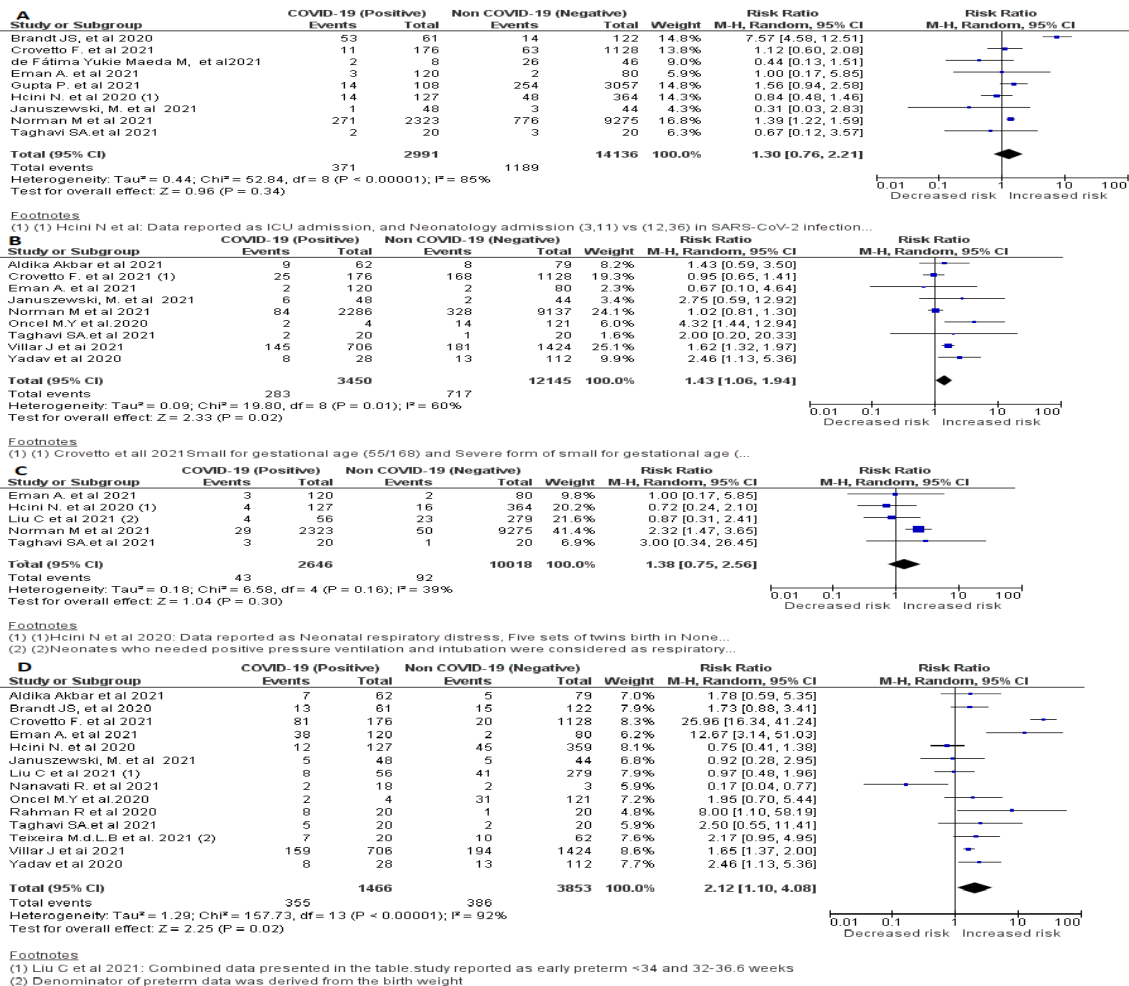 A COVID-19 (Positive) Non COVID-19 (Negative) Risk Ratio Risk Ratio
Study or Subgroup Events Total Events Total Weight M-H, Random, 95% CI M-H, Random, 95% CI
Brandt JS, et al 2020 53 61 14 122 14.8% 7.57 [4.58, 12.51]
Crovetto F. et al 2021 11 176 63 1128 13.8% 1.12 [0.60, 2.08]
de Fátima Yukie Maeda M, et al2021 2 8 26 46 9.0% 0.44 [0.13, 1.51]
Eman A. et al 2021 3 120 2 80 5.9% 1.00 [0.17, 5.85]
Gupta P. et al 2021 14 108 254 3057 14.8% 1.56 [0.94, 2.58]
Hcini N. et al 2020 (1) 14 127 48 364 14.5% 0.84 [0.48, 1.46]
Januszewski, M. et al 2021 1 48 3 44 4.2% 0.31 [0.03, 2.83]
Norman M et al 2021 271 2323 776 9275 16.8% 1.39 [1.22, 1.59]
Taghavi SA.et al 2021 2 20 3 20 6.3% 0.67 [0.12, 3.57]
Total (95% CI) 2991 14136 100.0% 1.30 [0.76, 2.21]
Total events 371 1189
Heterogeneity: Tau² = 0.44; Chi² = 52.84, df = 8 (P < 0.00001); I² = 85%
Test for overall effect: Z = 0.96 (P = 0.34)
0.01 0.1 1 10 100
Decreased risk Increased risk
Footnotes
(1) (1) Hcini N et al: Data reported as ICU admission, and Neonatology admission (3,11) vs (12,36) in SARS-CoV-2 infection...
B COVID-19 (Positive) Non COVID-19 (Negative) Risk Ratio Risk Ratio
Study or Subgroup Events Total Events Total Weight M-H, Random, 95% CI M-H, Random, 95% CI
Aldika Akbar et al 2021 9 62 8 79 8.2% 1.43 [0.59, 3.50]
Crovetto F. et al 2021 (1) 25 176 168 1128 19.3% 0.95 [0.65, 1.41]
Eman A. et al 2021 2 120 2 80 2.3% 0.67 [0.10, 4.64]
Januszewski, M. et al 2021 6 48 2 44 3.4% 2.75 [0.59, 12.92]
Norman M et al 2021 84 2286 328 9137 24.1% 1.02 [0.81, 1.30]
Oncel M.Y et al.2020 2 4 14 121 6.0% 4.32 [1.44, 12.94]
Taghavi SA.et al 2021 2 20 1 20 1.6% 2.00 [0.20, 20.33]
Villar J et ai 2021 145 706 181 1424 25.1% 1.62 [1.32, 1.97]
Yadav et al 2020 8 28 13 112 9.9% 2.46 [1.13, 5.36]
Total (95% CI) 3450 12145 100.0% 1.43 [1.06, 1.94]
Total events 283 717
Heterogeneity: Tau² = 0.09; Chi² = 19.80, df = 8 (P = 0.01); I² = 60%
Test for overall effect: Z = 2.33 (P = 0.02)
0.01 0.1 1 10 100
Decreased risk Increased risk
Footnotes
(1) (1) Crovetto et all 2021Small for gestational age (55/168) and Severe form of small for gestational age (...
C COVID-19 (Positive) Non COVID-19 (Negative) Risk Ratio Risk Ratio
Study or Subgroup Events Total Events Total Weight M-H, Random, 95% CI M-H, Random, 95% CI
Eman A. et al 2021 3 120 2 80 9.8% 1.00 [0.17, 5.85]
Hcini N. et al 2020 (1) 4 127 16 364 20.2% 0.72 [0.24, 2.10]
Liu C et al 2021 (2) 4 56 23 279 21.6% 0.87 [0.31, 2.41]
Norman M et al 2021 29 2323 50 9275 41.4% 2.32 [1.47, 3.65]
Taghavi SA.et al 2021 3 20 1 20 6.9% 3.00 [0.34, 26.45]
Total (95% CI) 2646 10018 100.0% 1.38 [0.75, 2.56]
Total events 43 92
Heterogeneity: Tau² = 0.18; Chi² = 6.58, df = 4 (P = 0.16); I² = 39%
Test for overall effect: Z = 1.04 (P = 0.30)
0.01 0.1 1 10 100
Decreased risk Increased risk
Footnotes
(1) (1)Hcini N et al 2020: Data reported as Neonatal respiratory distress, Five sets of twins birth in None...
(2) (2)Neonates who needed positive pressure ventilation and intubation were considered as respiratory...
D COVID-19 (Positive) Non COVID-19 (Negative) Risk Ratio Risk Ratio
Study or Subgroup Events Total Events Total Weight M-H, Random, 95% CI M-H, Random, 95% CI
Aldika Akbar et al 2021 7 62 5 79 7.0% 1.78 [0.59, 5.35]
Brandt JS, et al 2020 13 61 15 122 7.9% 1.73 [0.88, 3.41]
Crovetto F. et al 2021 81 176 20 1128 8.3% 25.96 [16.34, 41.24]
Eman A. et al 2021 38 120 2 80 6.2% 12.67 [3.14, 51.03]
Hcini N. et al 2020 12 127 45 359 8.1% 0.75 [0.41, 1.38]
Januszewski, M. et al 2021 5 48 5 44 6.8% 0.92 [0.28, 2.95]
Liu C et al 2021 (1) 8 56 41 279 7.9% 0.97 [0.48, 1.96]
Nanavati R. et al 2021 2 18 2 3 5.9% 0.17 [0.04, 0.77]
Oncel M.Y et al.2020 2 4 31 121 7.2% 1.95 [0.70, 5.44]
Rahman R et al 2020 8 20 1 20 4.8% 8.00 [1.10, 58.19]
Taghavi SA.et al 2021 5 20 2 20 5.9% 2.50 [0.55, 11.41]
Teixeira M.d.L.B et al. 2021 (2) 7 20 10 62 7.6% 2.17 [0.95, 4.95]
Villar J et ai 2021 159 706 194 1424 8.6% 1.65 [1.37, 2.00]
Yadav et al 2020 8 28 13 112 7.7% 2.46 [1.13, 5.36]
Total (95% CI) 1466 3853 100.0% 2.12 [1.10, 4.08]
Total events 355 386
Heterogeneity: Tau² = 1.29; Chi² = 157.73, df = 13 (P < 0.00001); I² = 92%
Test for overall effect: Z = 2.25 (P = 0.02)
0.01 0.1 1 10 100
Decreased risk Increased risk
Footnotes
(1) Liu C et al 2021: Combined data presented in the table.study reported as early preterm <34 and 32-36.6 weeks
(2) Denominator of preterm data was derived from the birth weight